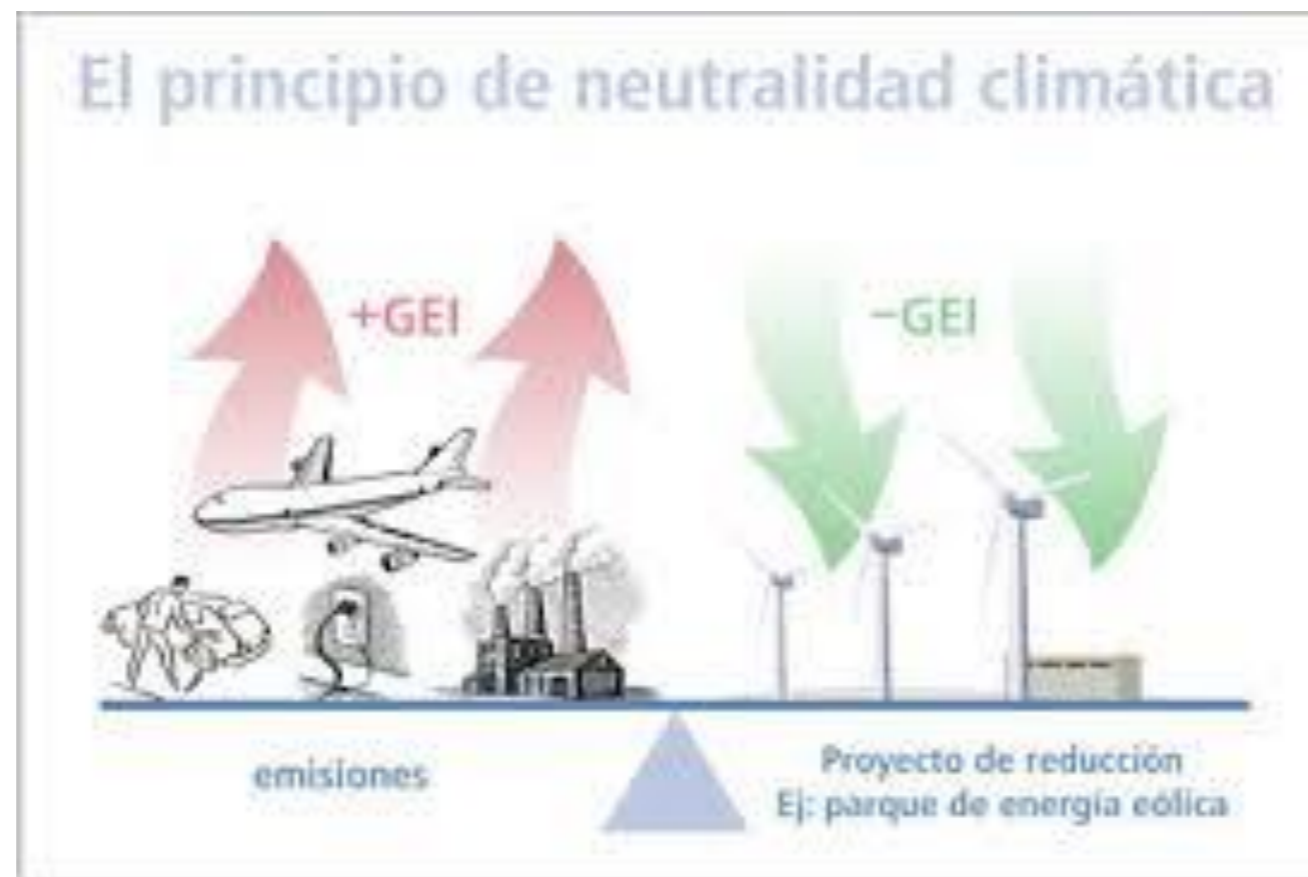 El principio de neutralidad climática
+GEI
−GEI
emisiones
Proyecto de reducción
Ej: parque de energía eólica